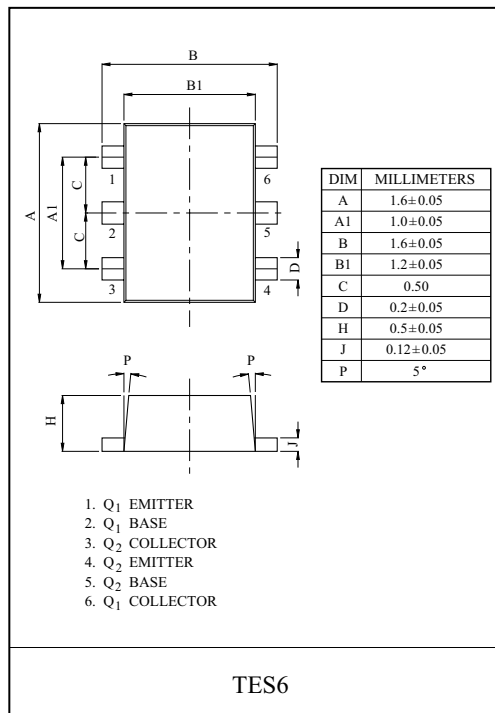 B
B1
1
6
C
A
A1
2
5
C
D
3
4
DIM MILLIMETERS
A 1.6±0.05
A1 1.0±0.05
B 1.6±0.05
B1 1.2±0.05
C 0.50
D 0.2±0.05
H 0.5±0.05
J 0.12±0.05
P 5°
P P
H
J
1. Q1 EMITTER
2. Q1 BASE
3. Q2 COLLECTOR
4. Q2 EMITTER
5. Q2 BASE
6. Q1 COLLECTOR
TES6